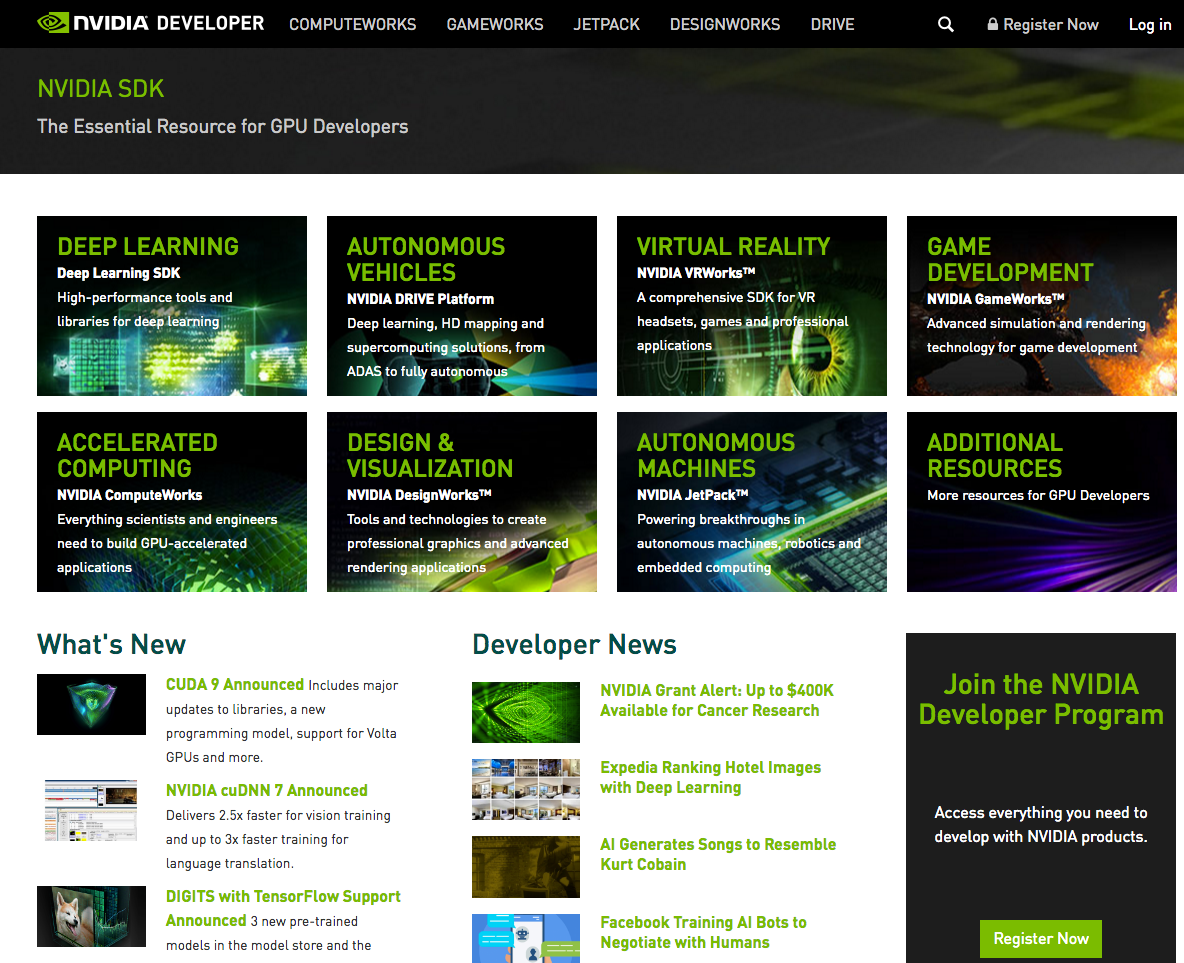 NVIDIA DEVELOPER COMPUTEWORKS GAMEWORKS JETPACK DESIGNWORKS DRIVE Register Now Log in
NVIDIA SDK
The Essential Resource for GPU Developers
DEEP LEARNING
Deep Learning SDK
High-performance tools and
libraries for deep learning
AUTONOMOUS
VEHICLES
NVIDIA DRIVE Platform
Deep learning, HD mapping and
supercomputing solutions, from
ADAS to fully autonomous
VIRTUAL REALITY
NVIDIA VRWorks™
A comprehensive SDK for VR
headsets, games and professional
applications
GAME
DEVELOPMENT
NVIDIA GameWorks™
Advanced simulation and rendering
technology for game development
ACCELERATED
COMPUTING
NVIDIA ComputeWorks
Everything scientists and engineers
need to build GPU-accelerated
applications
DESIGN &
VISUALIZATION
NVIDIA DesignWorks™
Tools and technologies to create
professional graphics and advanced
rendering applications
AUTONOMOUS
MACHINES
NVIDIA JetPack™
Powering breakthroughs in
autonomous machines, robotics and
embedded computing
ADDITIONAL
RESOURCES
More resources for GPU Developers
What's New
CUDA 9 Announced Includes major
updates to libraries, a new
programming model, support for Volta
GPUs and more.
NVIDIA cuDNN 7 Announced
Delivers 2.5x faster for vision training
and up to 3x faster training for
language translation.
DIGITS with TensorFlow Support
Announced 3 new pre-trained
models in the model store and the
Developer News
NVIDIA Grant Alert: Up to $400K
Available for Cancer Research
Expedia Ranking Hotel Images
with Deep Learning
AI Generates Songs to Resemble
Kurt Cobain
Facebook Training AI Bots to
Negotiate with Humans
Join the NVIDIA
Developer Program
Access everything you need to
develop with NVIDIA products.
Register Now